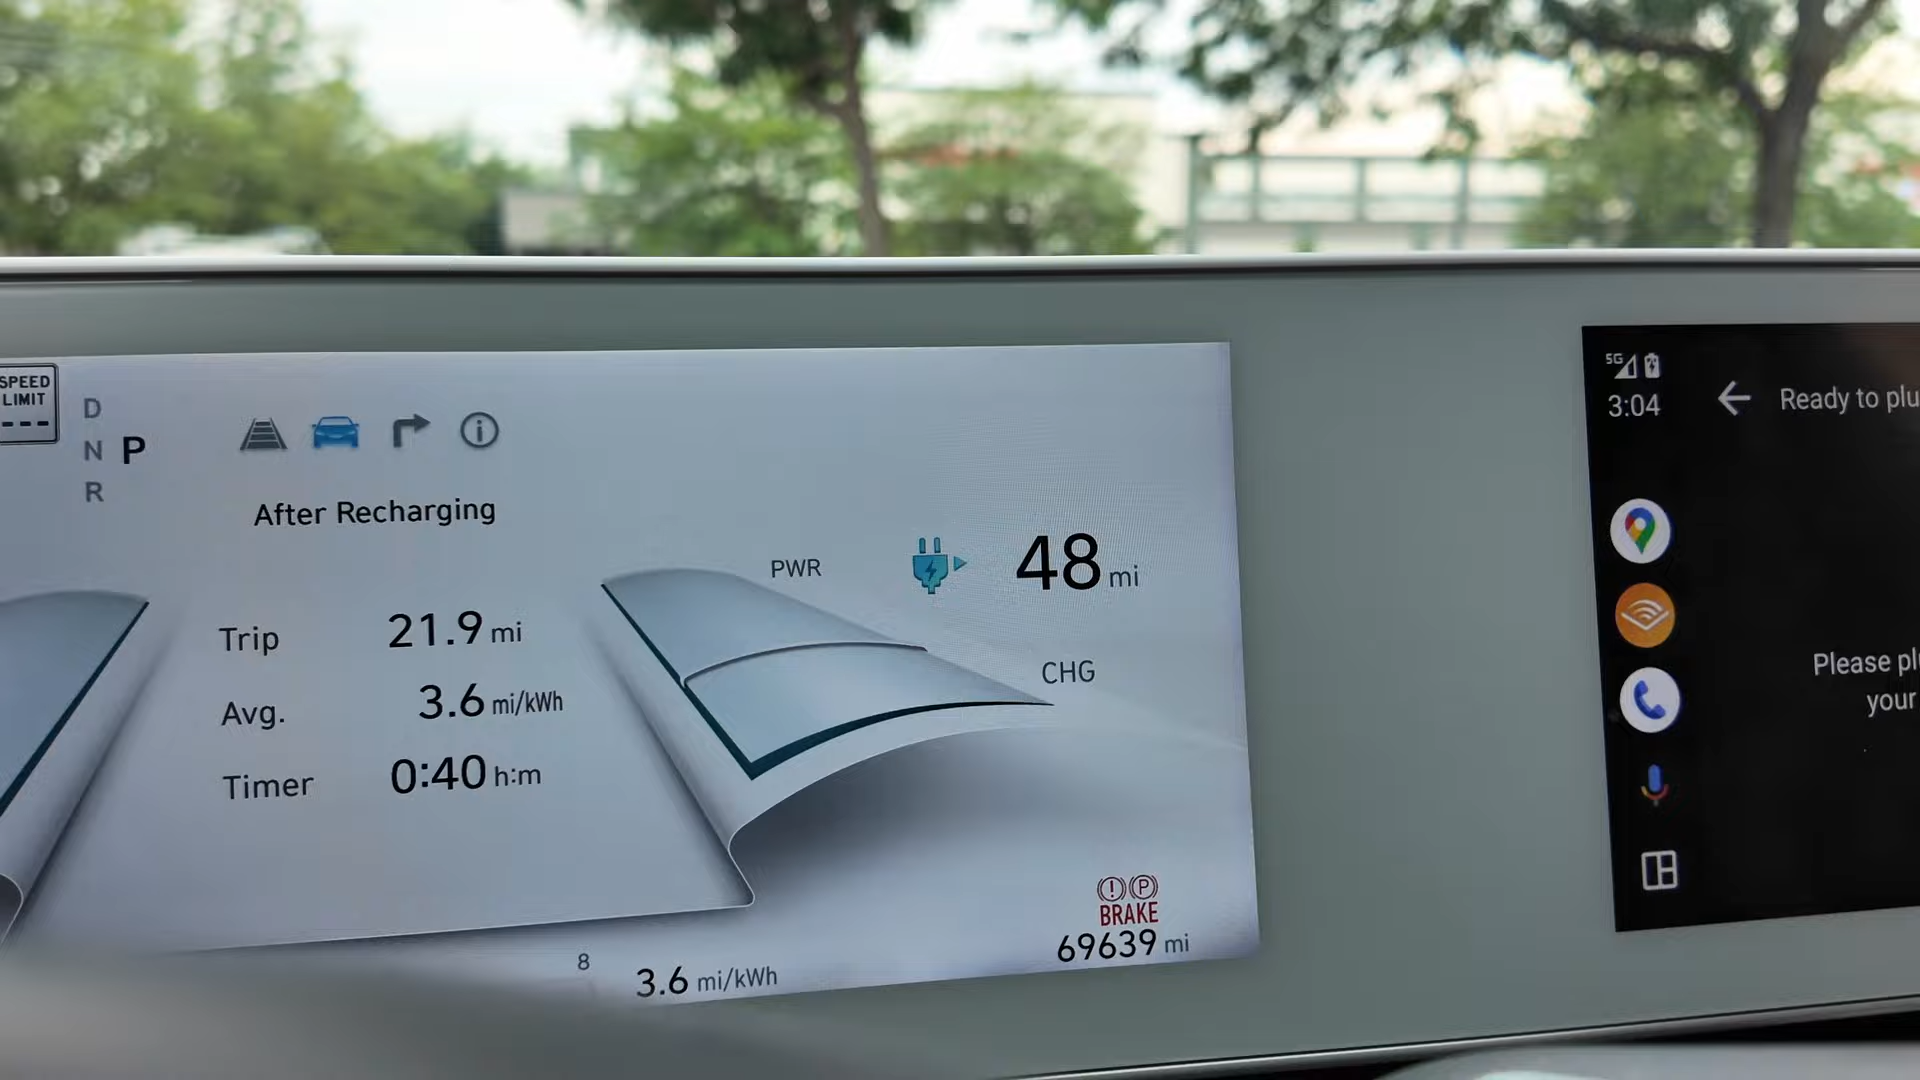 SPEED
LIMIT
---
D
N P
R
After Recharging
Trip 21.9 mi
Avg. 3.6 mi/kWh
Timer 0:40 h:m
PWR
48 mi
CHG
BRAKE
69639 mi
8
3.6 mi/kWh
5G
3:04
Ready to plu
Please pl
your